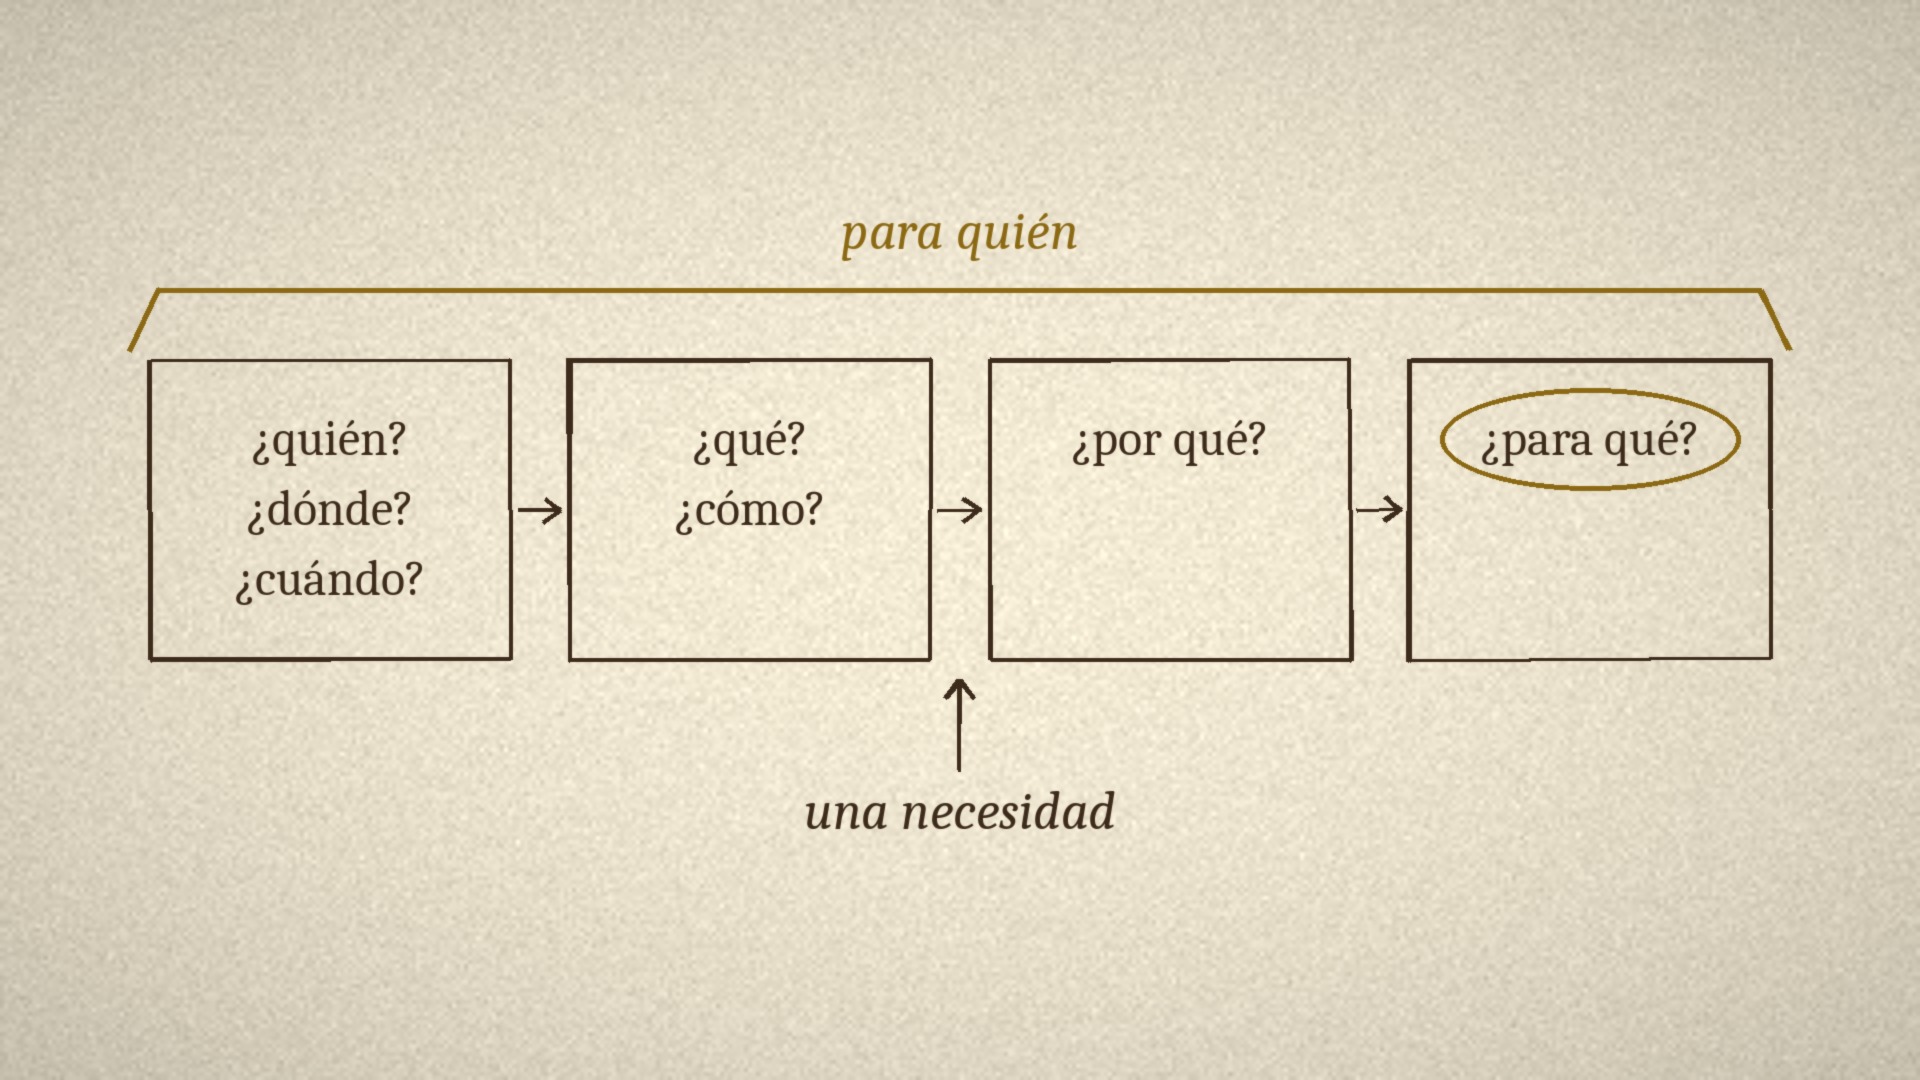 para quién
¿quién?
¿dónde?
¿cuándo?
¿qué?
¿cómo?
¿por qué?
¿para qué?
una necesidad